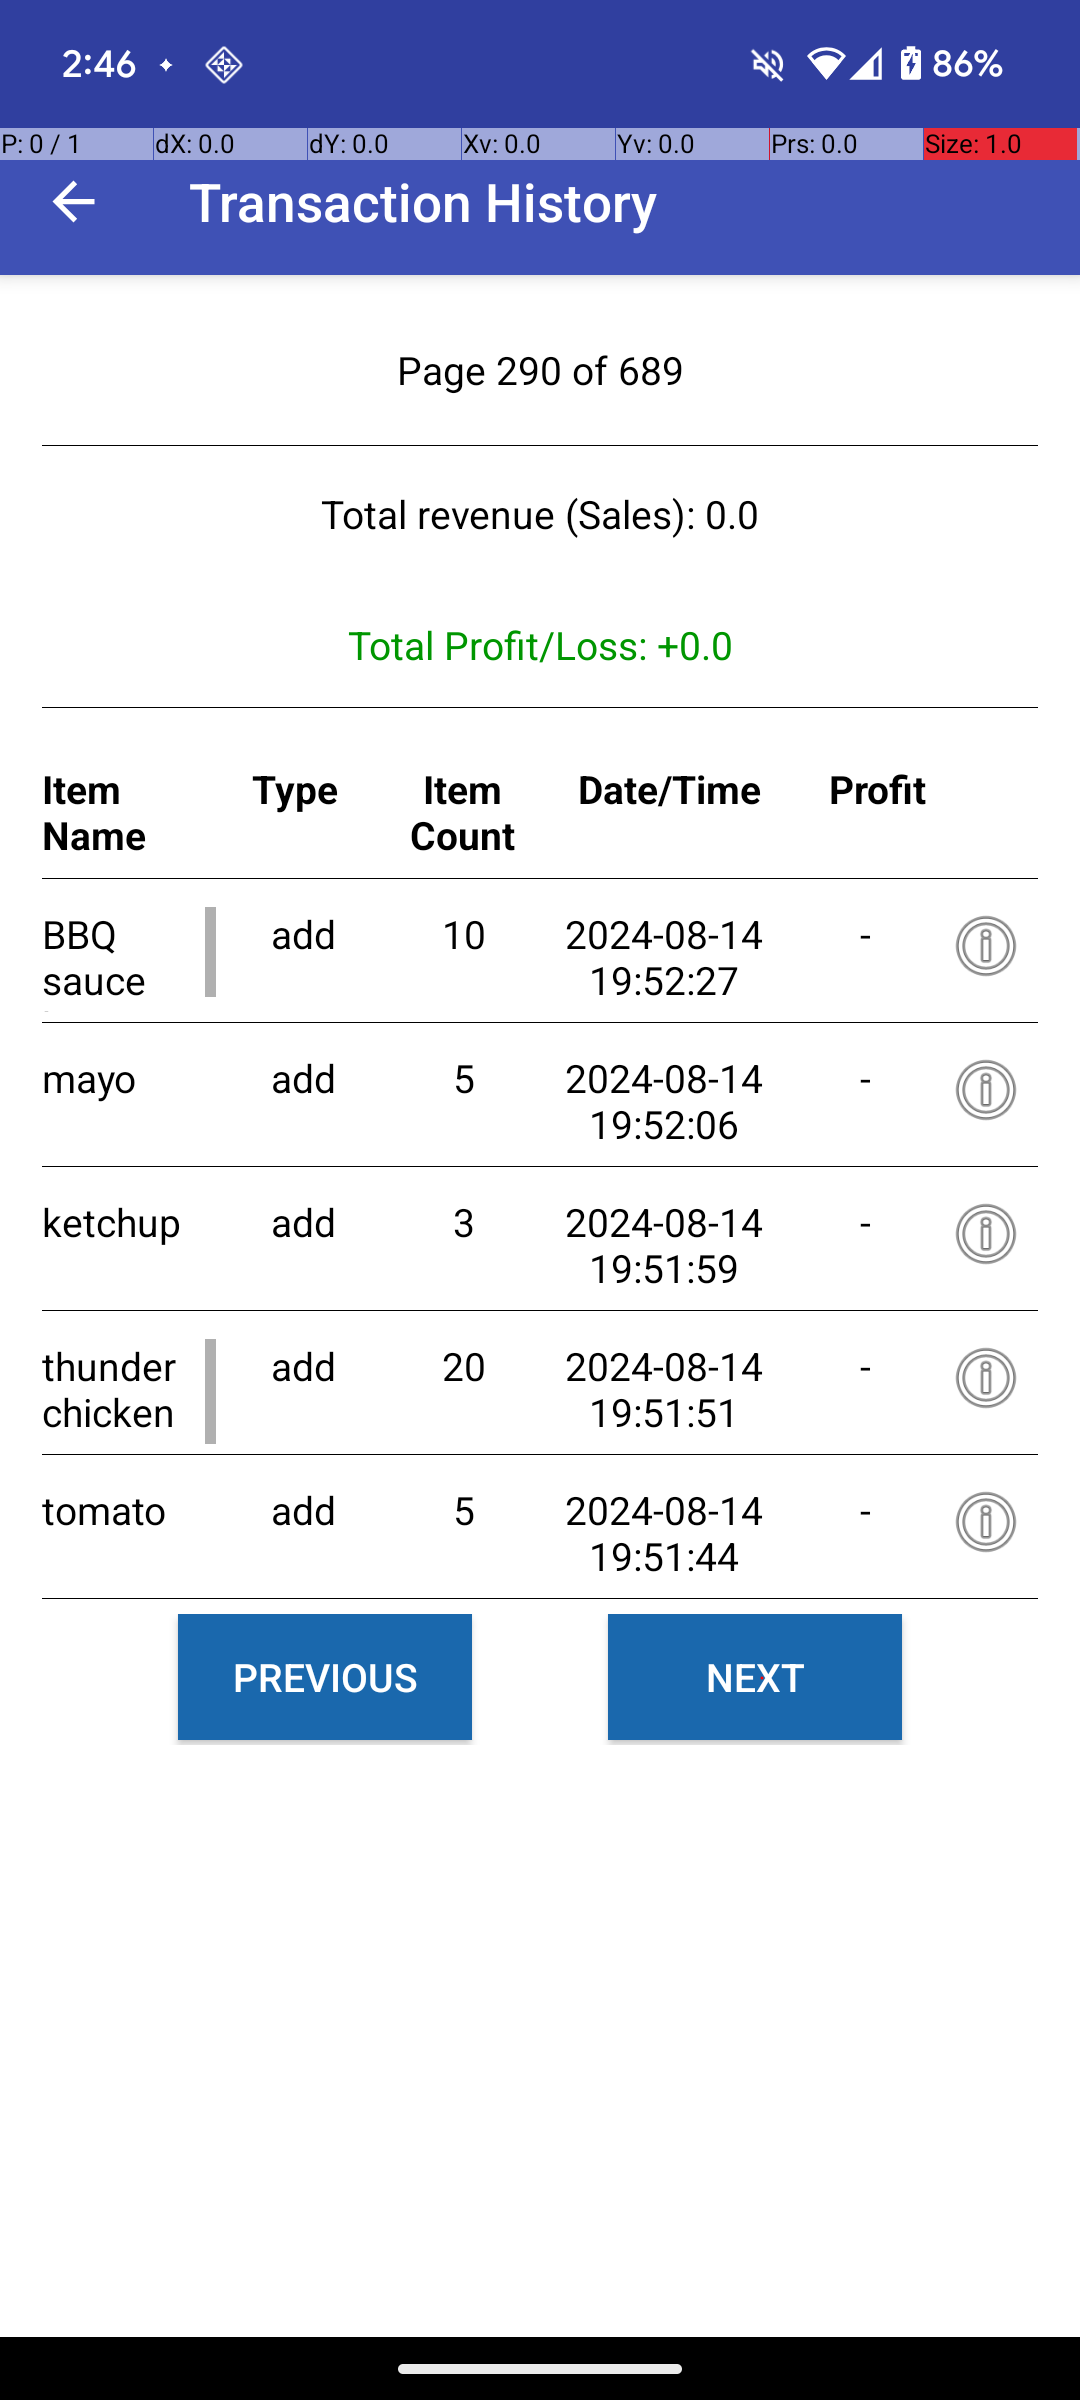 2:46 86%
P: 0 / 1 dX: 0.0 dY: 0.0 Xv: 0.0 Yv: 0.0 Prs: 0.0 Size: 1.0
Transaction History
Page 290 of 689
Total revenue (Sales): 0.0
Total Profit/Loss: +0.0
Item Name Type Item Count Date/Time Profit
BBQ sauce add 10 2024-08-14 19:52:27 -
mayo add 5 2024-08-14 19:52:06 -
ketchup add 3 2024-08-14 19:51:59 -
thunder chicken add 20 2024-08-14 19:51:51 -
tomato add 5 2024-08-14 19:51:44 -
PREVIOUS NEXT